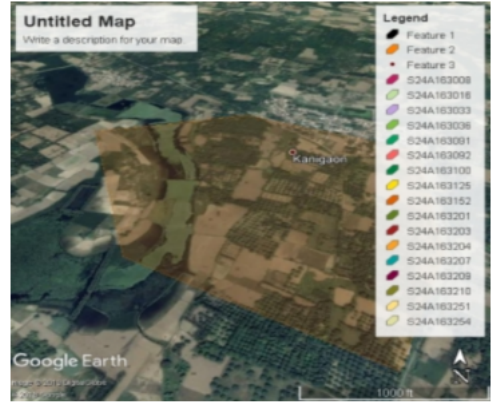 Untitled Map
Write a description for your map.
Legend
Feature 1
Feature 2
Feature 3
S24A163008
S24A163016
S24A163033
S24A163036
S24A163091
S24A163092
S24A163100
S24A163125
S24A163152
S24A163201
S24A163203
S24A163204
S24A163207
S24A163209
S24A163210
S24A163251
S24A163254
Kanigaon
Google Earth
1000 ft